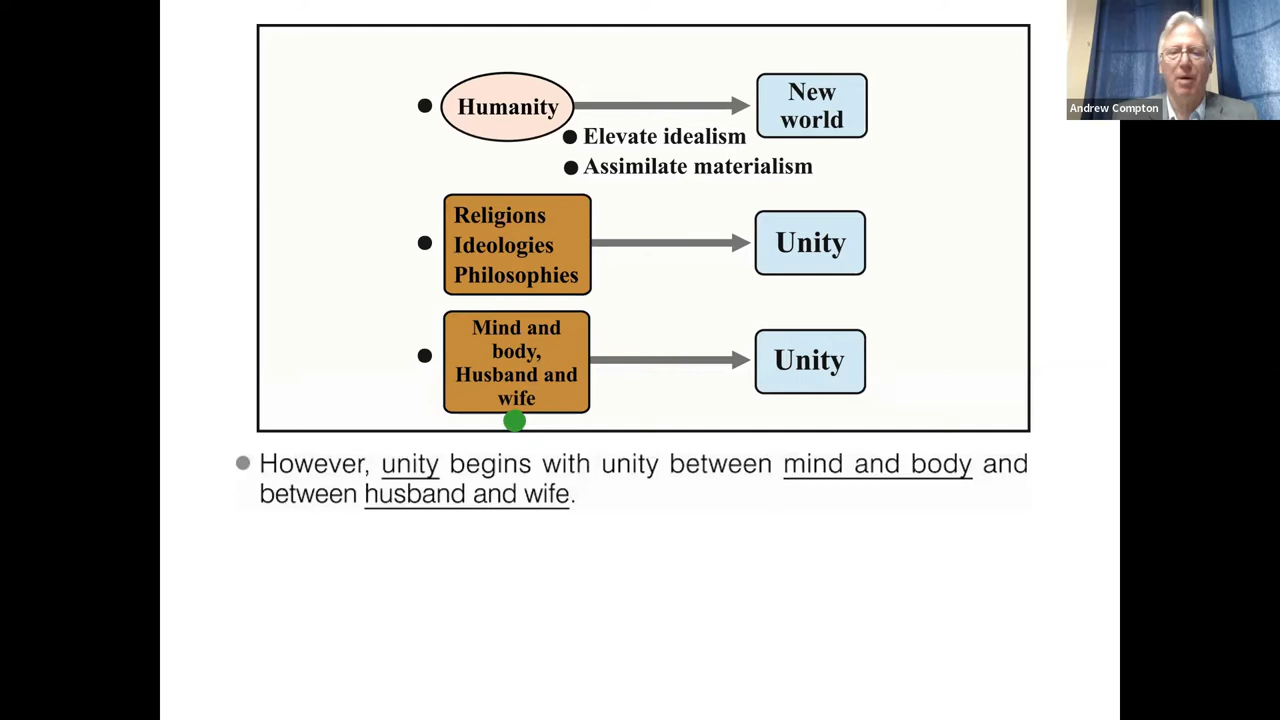 Humanity
New
world
Elevate idealism
Assimilate materialism
Religions
Ideologies
Philosophies
Unity
Mind and
body,
Husband and
wife
Unity
However, unity begins with unity between mind and body and
between husband and wife.
Andrew Compton